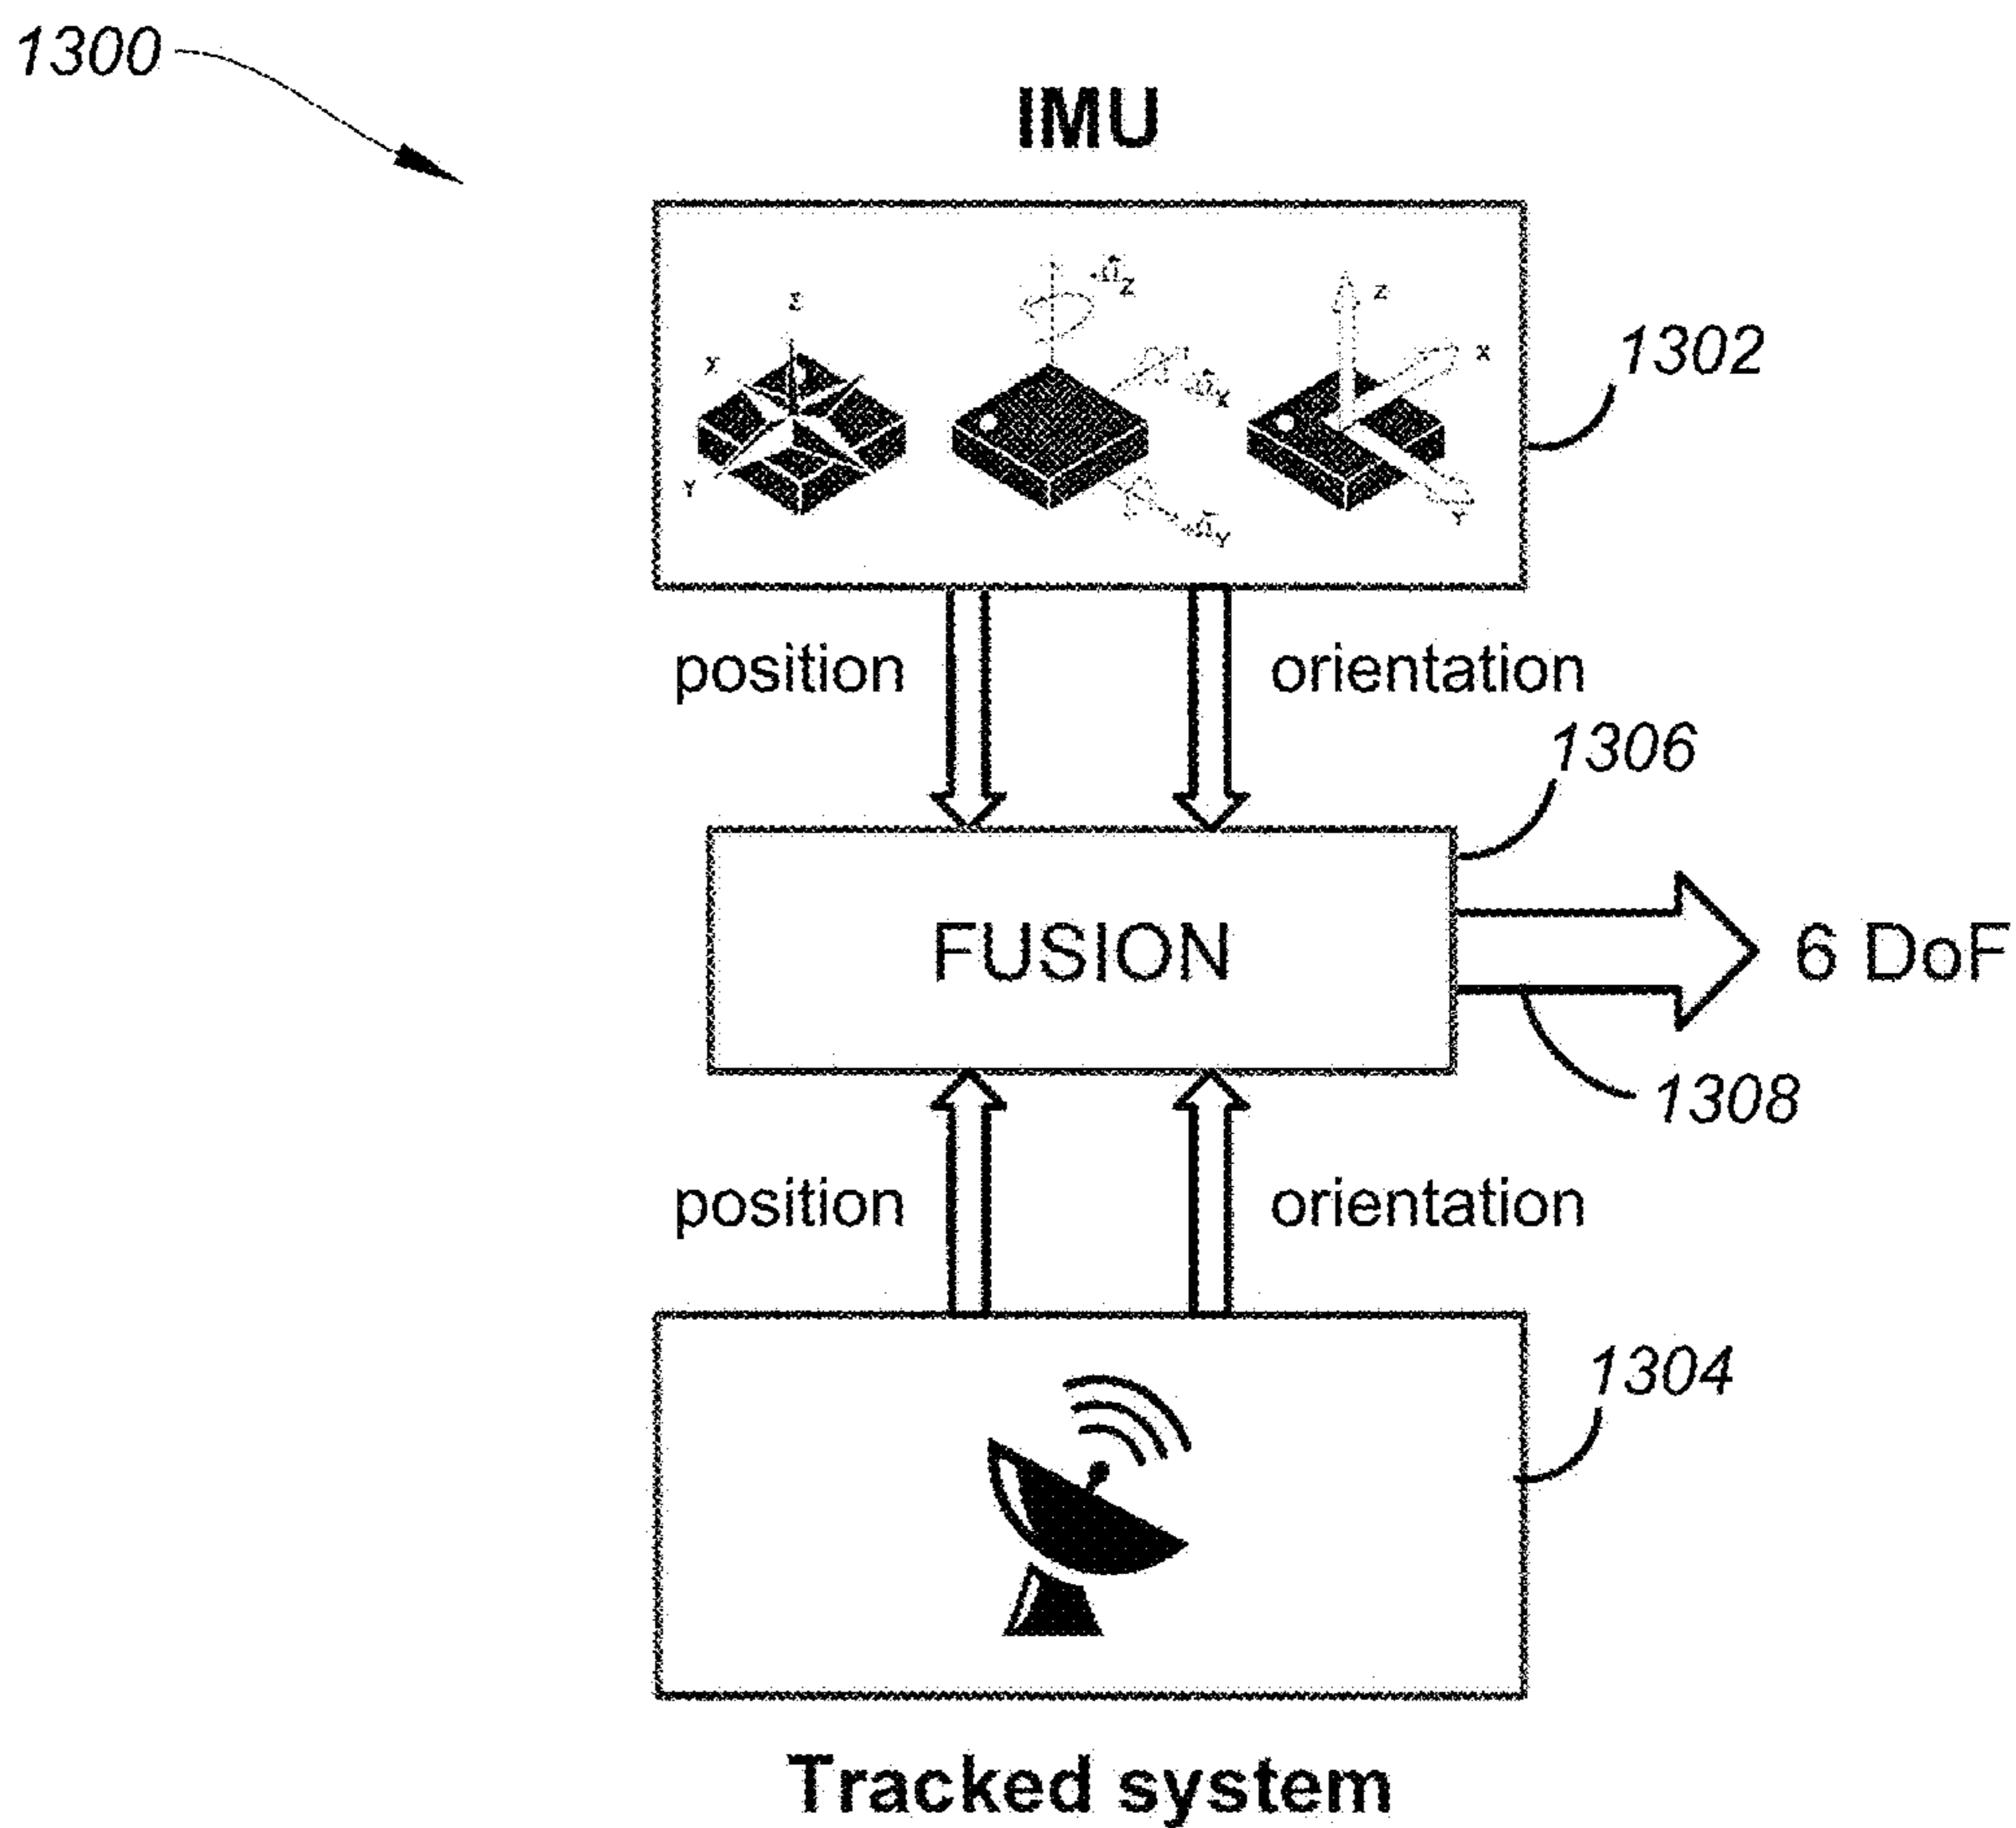 1300
IMU
Z
X
Y
Z
X
Y
Z
X
Y
1302
position
orientation
1306
FUSION
6 DoF
1308
position
orientation
1304
Tracked system